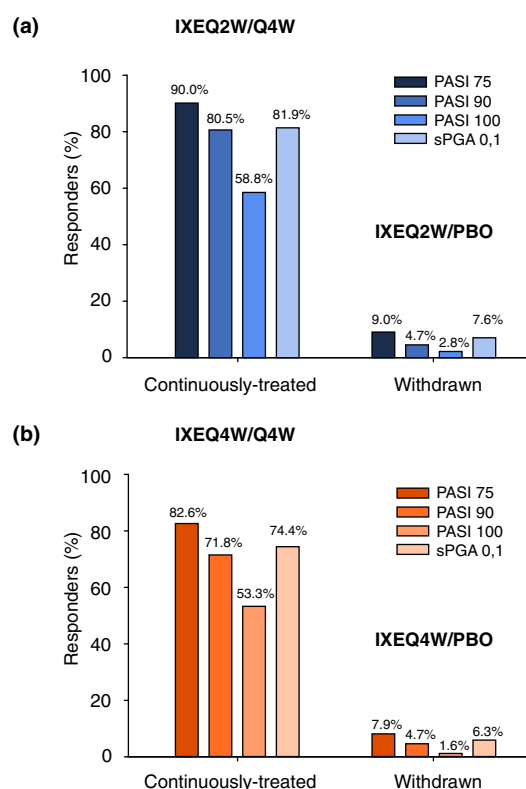 (a)
IXEQ2W/Q4W
100
80
60
40
20
0
Responders (%)
90.0%
80.5%
58.8%
81.9%
PASI 75
PASI 90
PASI 100
sPGA 0,1
IXEQ2W/PBO
9.0%
4.7%
2.8%
7.6%
Continuously-treated
Withdrawn
(b)
IXEQ4W/Q4W
100
80
60
40
20
0
Responders (%)
82.6%
71.8%
53.3%
74.4%
PASI 75
PASI 90
PASI 100
sPGA 0,1
IXEQ4W/PBO
7.9%
4.7%
1.6%
6.3%
Continuously-treated
Withdrawn